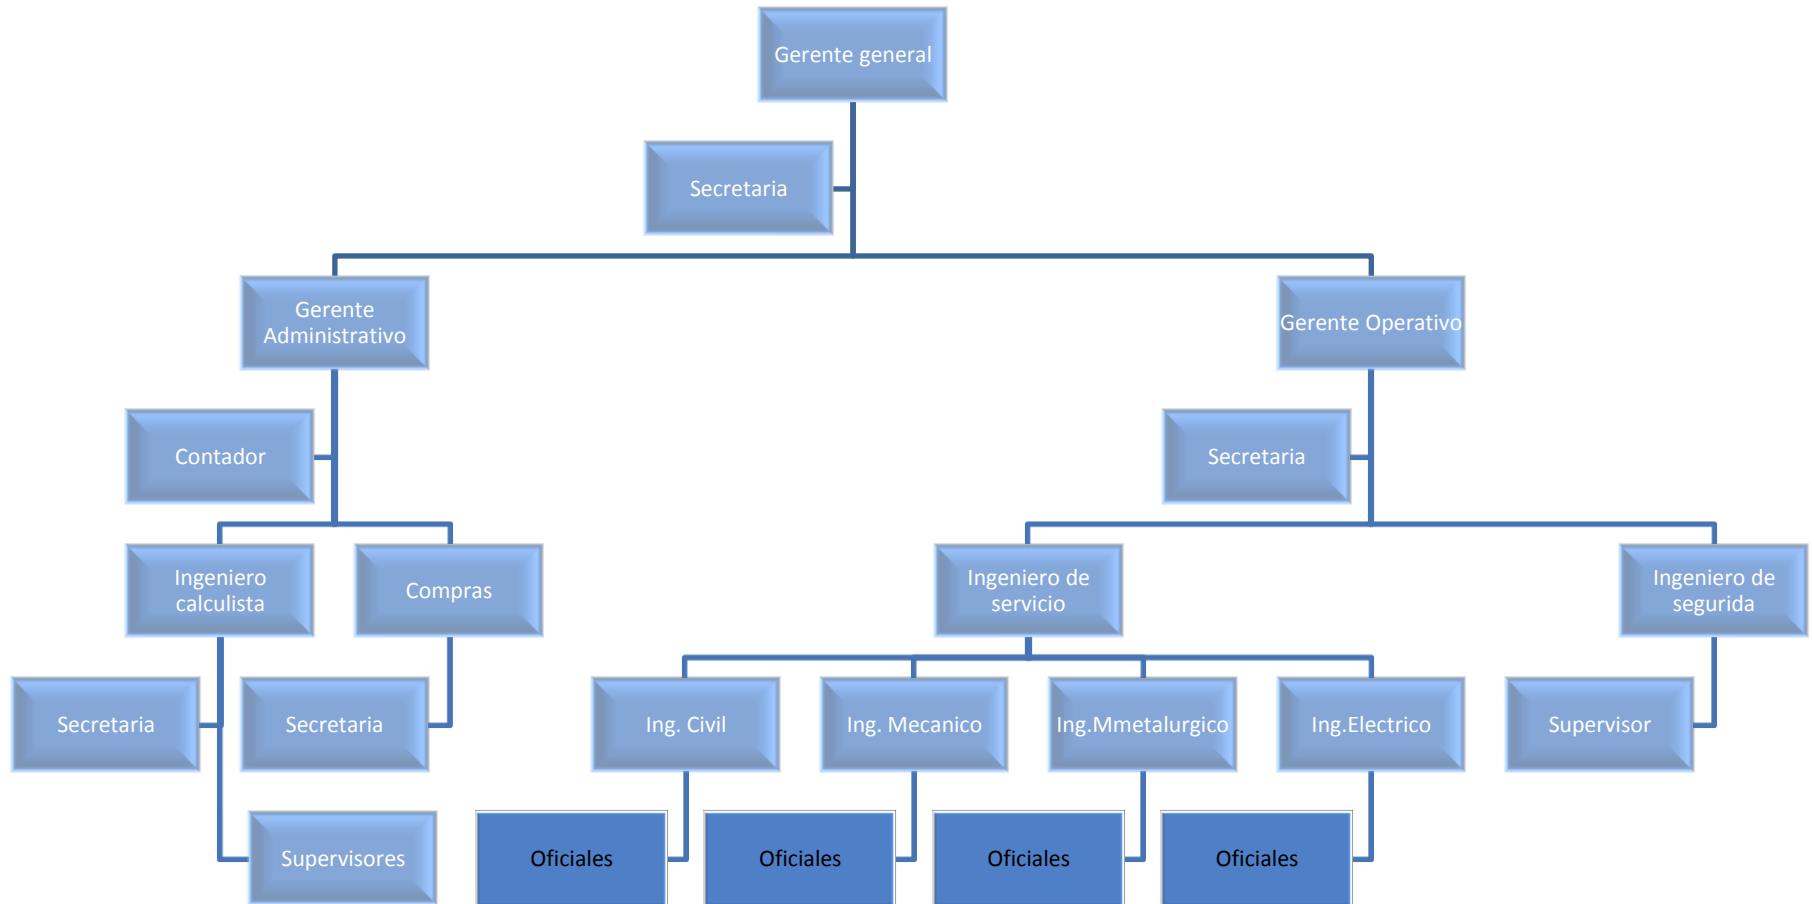 Gerente general
Secretaria
Gerente
Administrativo
Gerente Operativo
Contador
Secretaria
Ingeniero
calculista
Compras
Ingeniero de
servicio
Ingeniero de
segurida
Secretaria
Secretaria
Ing. Civil
Ing. Mecanico
Ing.Mmetalurgico
Ing.Electrico
Supervisor
Supervisores
Oficiales
Oficiales
Oficiales
Oficiales